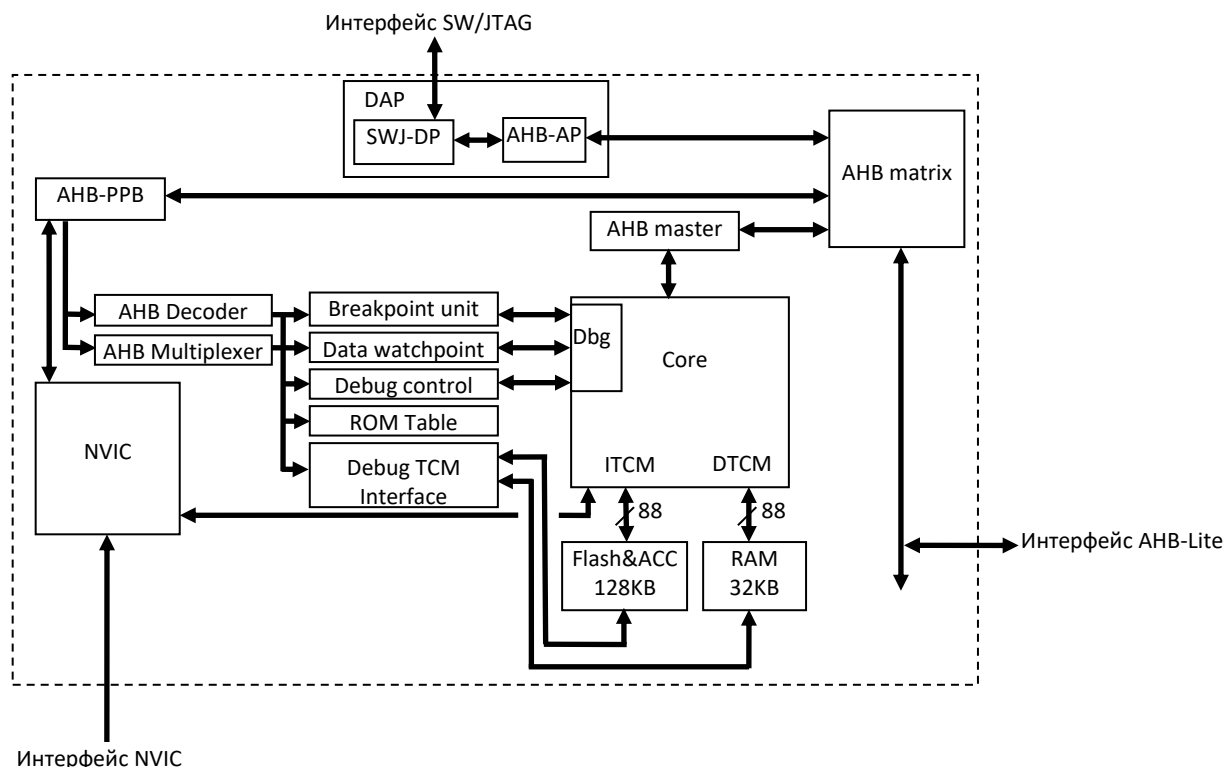 Интерфейс SW/JTAG
DAP
SWJ-DP
AHB-AP
AHB matrix
AHB-PPB
AHB master
AHB Decoder
Breakpoint unit
Dbg
Core
AHB Multiplexer
Data watchpoint
Debug control
ROM Table
NVIC
Debug TCM
Interface
ITCM
DTCM
88
88
Flash&ACC
128KB
RAM
32KB
Интерфейс AHB-Lite
Интерфейс NVIC